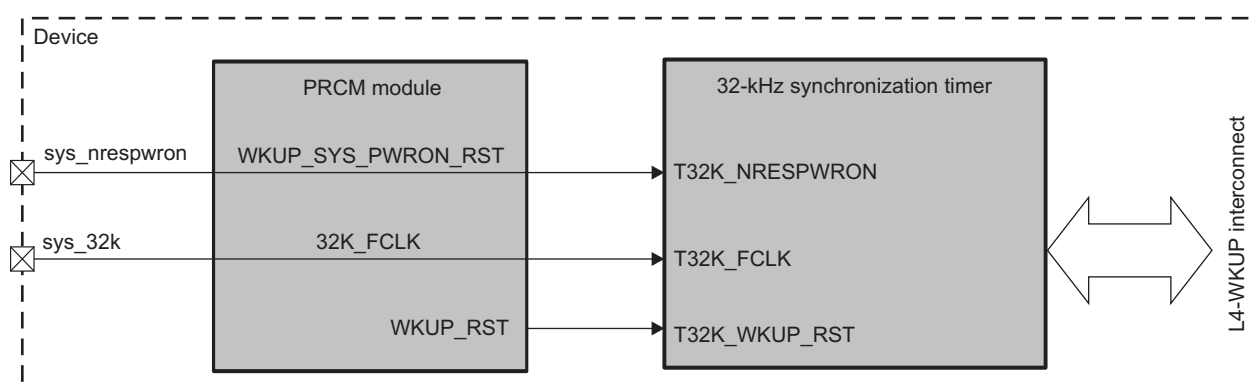 Device
PRCM module
32-kHz synchronization timer
sys_nrespwron
WKUP_SYS_PWRON_RST
T32K_NRESPWRON
sys_32k
32K_FCLK
T32K_FCLK
WKUP_RST
T32K_WKUP_RST
L4-WKUP interconnect